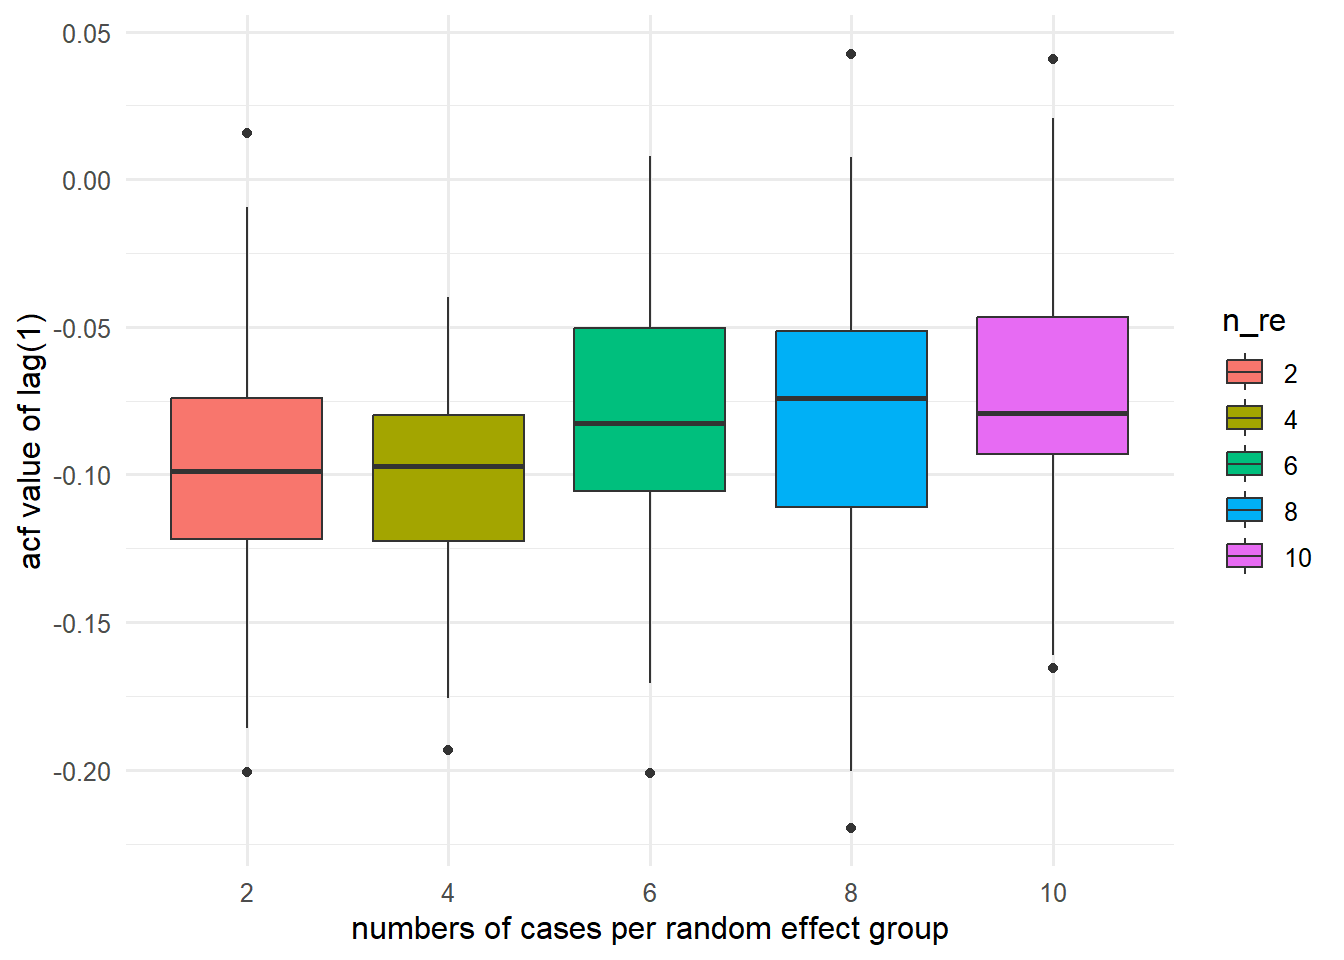 0.05
0.00
-0.05
-0.10
-0.15
-0.20
acf value of lag(1)
2 4 6 8 10
numbers of cases per random effect group
n_re
2
4
6
8
10